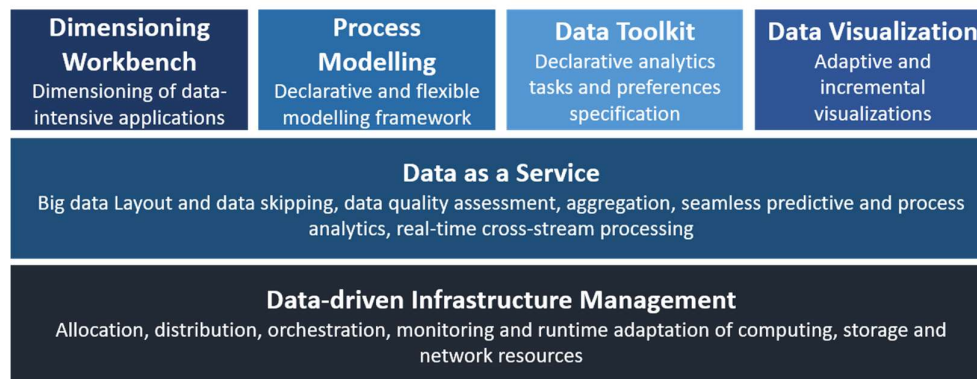 Dimensioning
Workbench
Dimensioning of data-
intensive applications
Process
Modelling
Declarative and flexible
modelling framework
Data Toolkit
Declarative analytics
tasks and preferences
specification
Data Visualization
Adaptive and
incremental
visualizations
Data as a Service
Big data Layout and data skipping, data quality assessment, aggregation, seamless predictive and process
analytics, real-time cross-stream processing
Data-driven Infrastructure Management
Allocation, distribution, orchestration, monitoring and runtime adaptation of computing, storage and
network resources